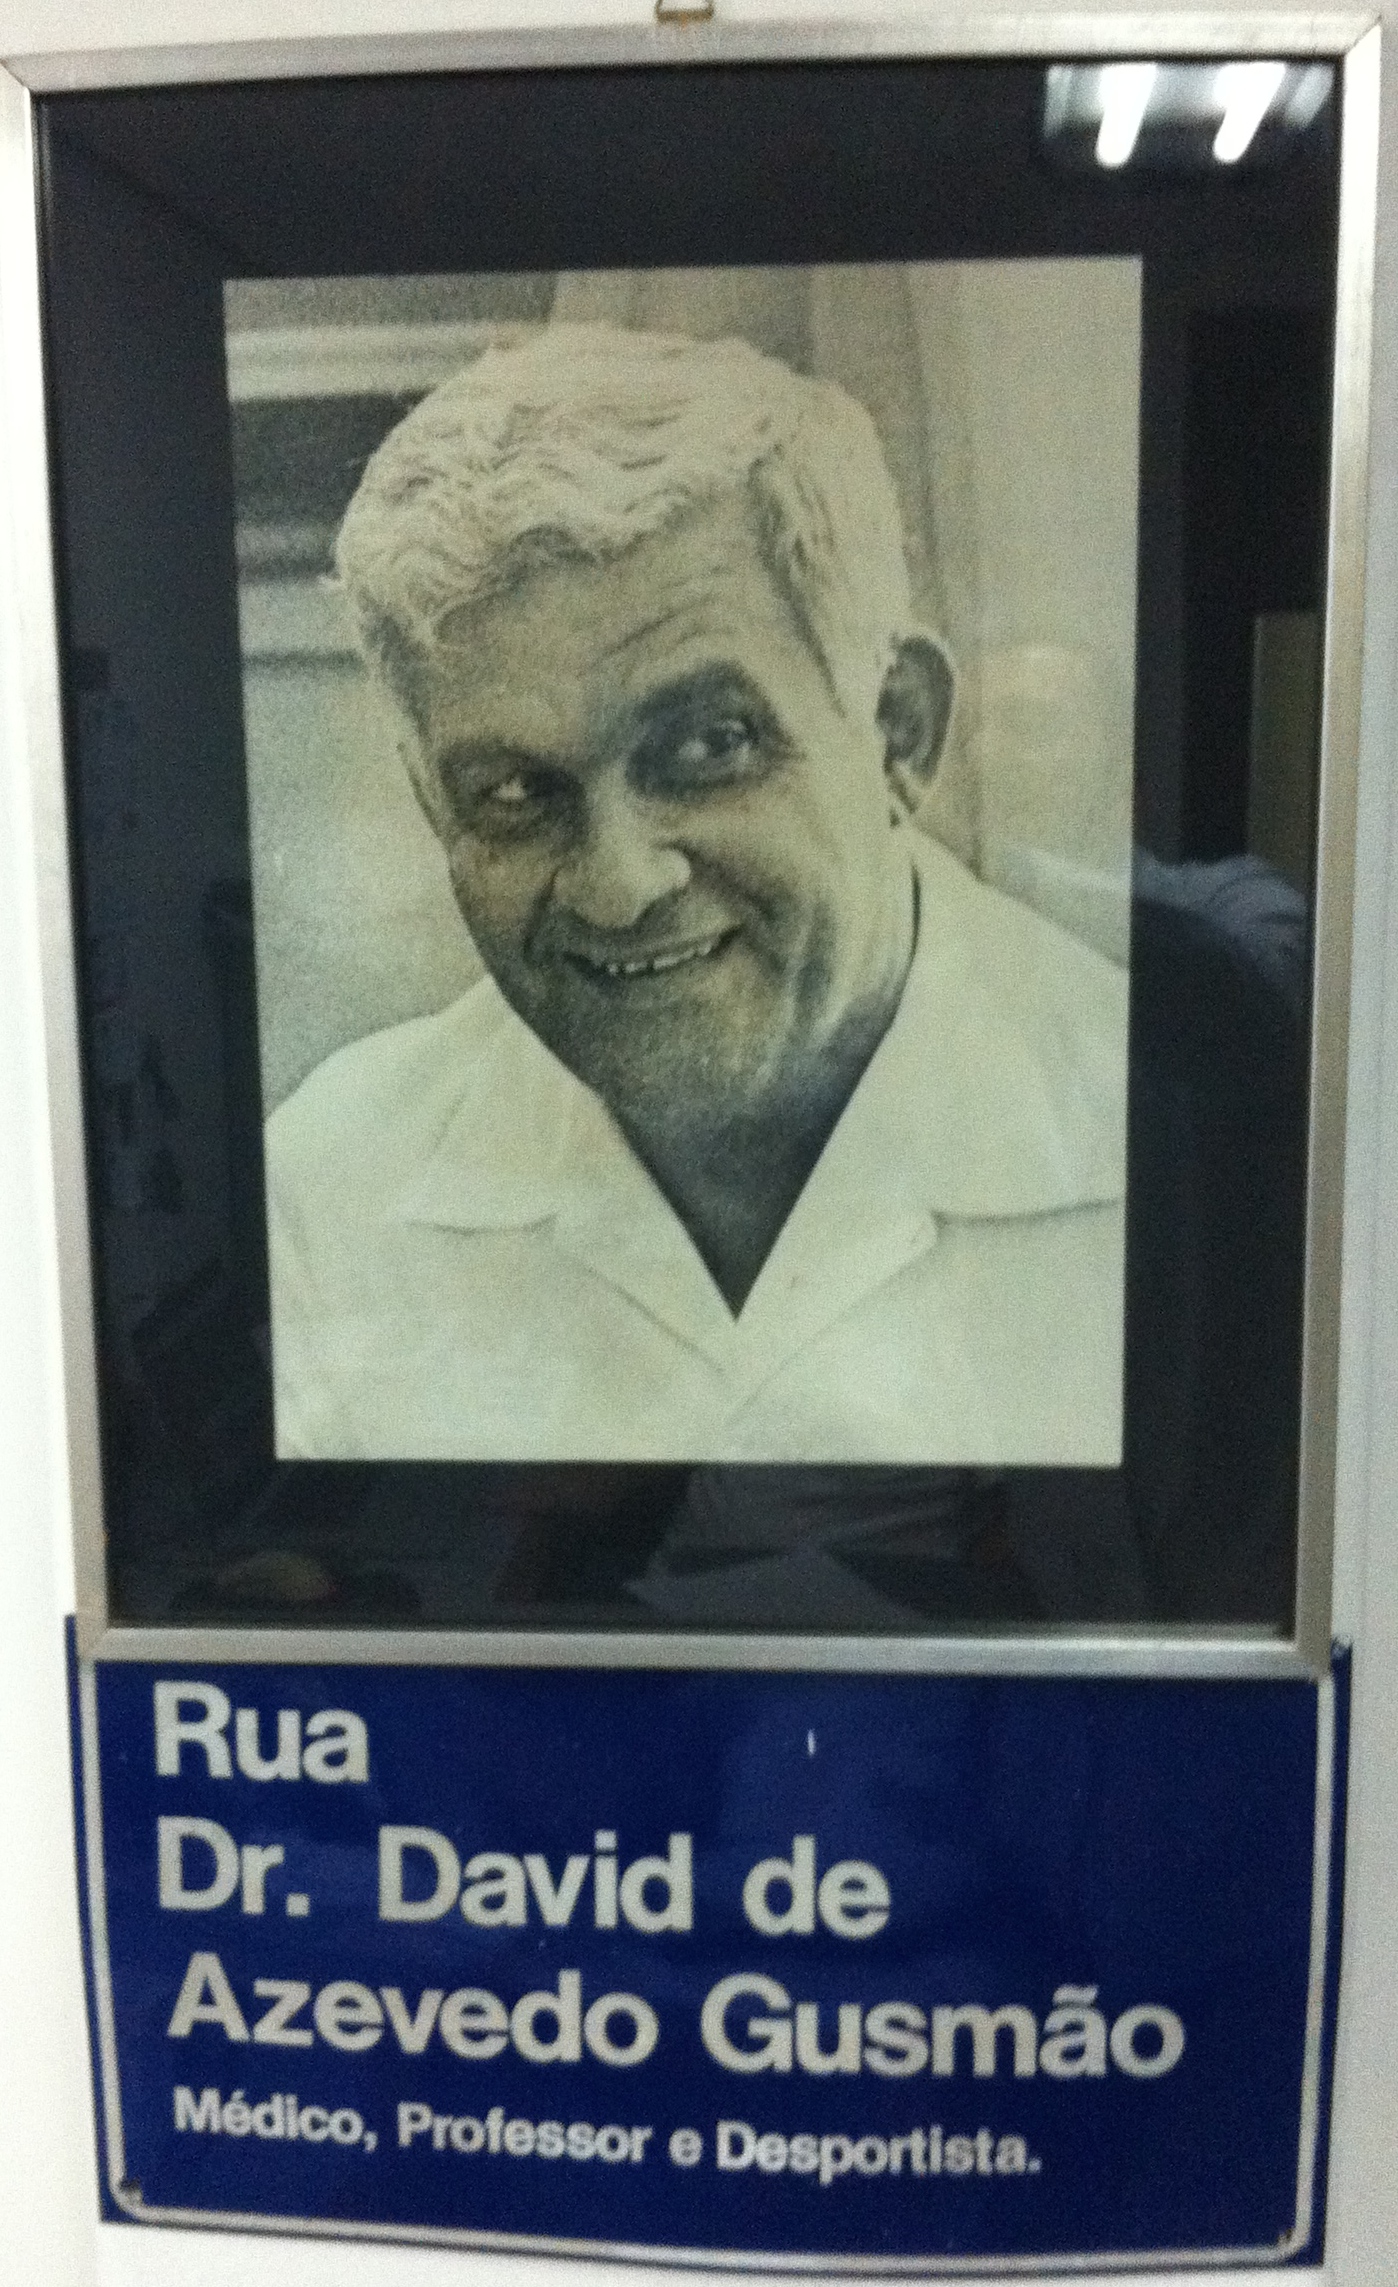 Rua
Dr. David de
Azevedo Gusmão
Médico, Professor e Desportista.